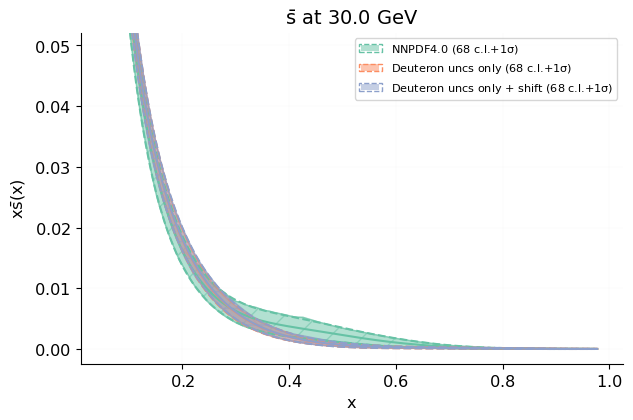 s̄ at 30.0 GeV
NNPDF4.0 (68 c.l.+1σ)
Deuteron uncs only (68 c.l.+1σ)
Deuteron uncs only + shift (68 c.l.+1σ)
xs̄(x)
0.05
0.04
0.03
0.02
0.01
0.00
0.2 0.4 0.6 0.8 1.0
x